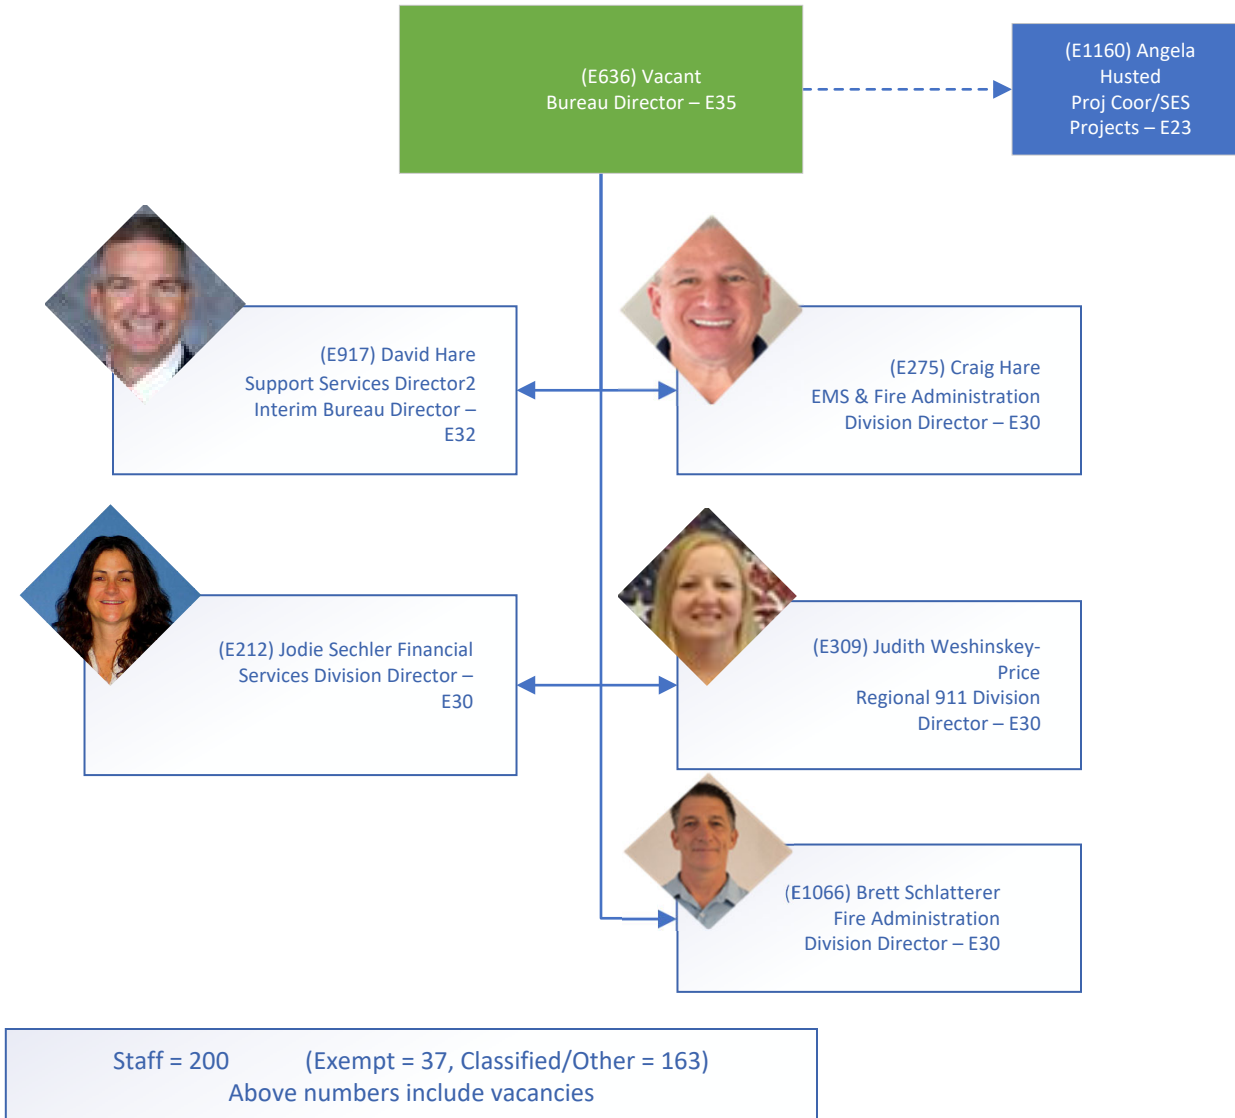 (E636) Vacant
Bureau Director – E35
(E1160) Angela
Husted
Proj Coor/SES
Projects – E23
(E917) David Hare
Support Services Director2
Interim Bureau Director –
E32
(E275) Craig Hare
EMS & Fire Administration
Division Director – E30
(E212) Jodie Sechler Financial
Services Division Director –
E30
(E309) Judith Weshinskey-
Price
Regional 911 Division
Director – E30
(E1066) Brett Schlatterer
Fire Administration
Division Director – E30
Staff = 200 (Exempt = 37, Classified/Other = 163)
Above numbers include vacancies